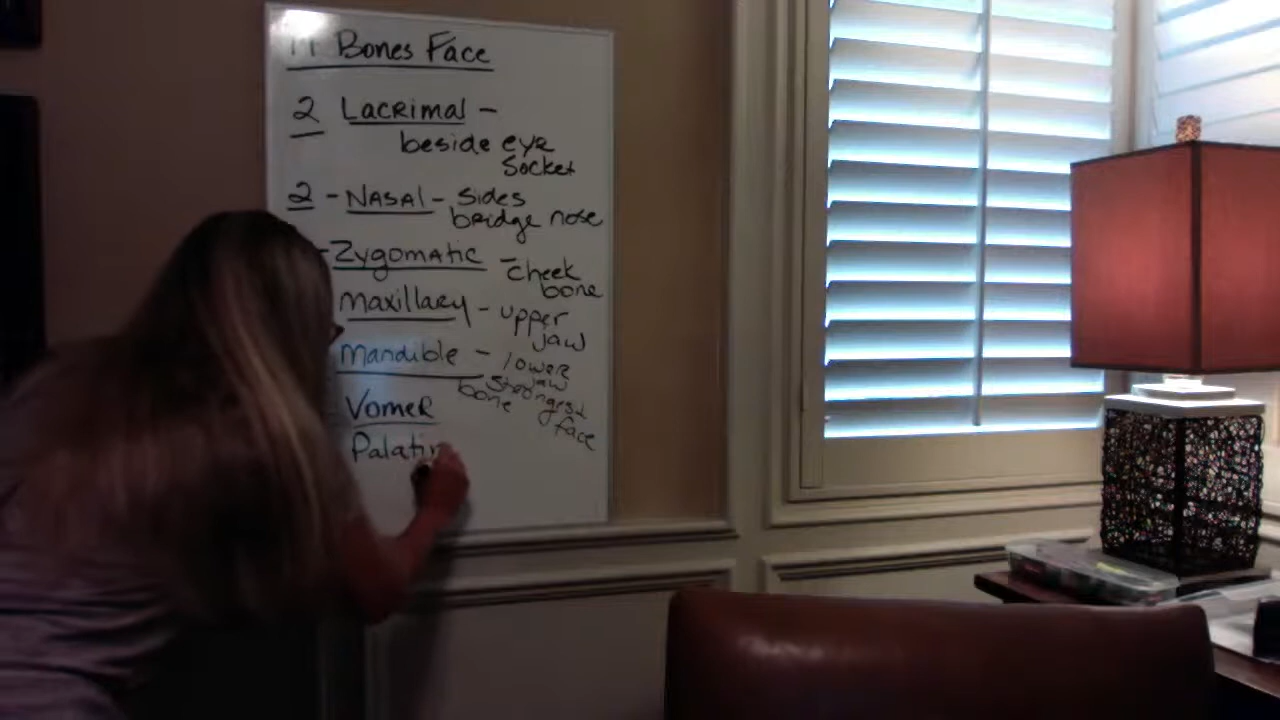 Bones Face
2 Lacrimal -
beside eye
socket
2 - Nasal - sides
bridge nose
- Zygomatic - cheek
bone
Maxillary - upper
jaw
Mandible - lower
jaw
strongest
bone
face
Vomer